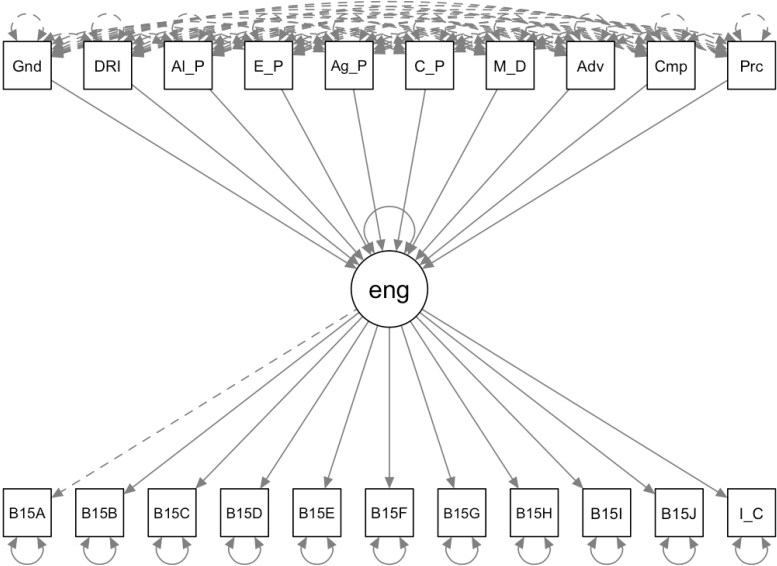 Gnd DRI Al_P E_P Ag_P C_P M_D Adv Cmp Prc
eng
B15A B15B B15C B15D B15E B15F B15G B15H B15I B15J I_C